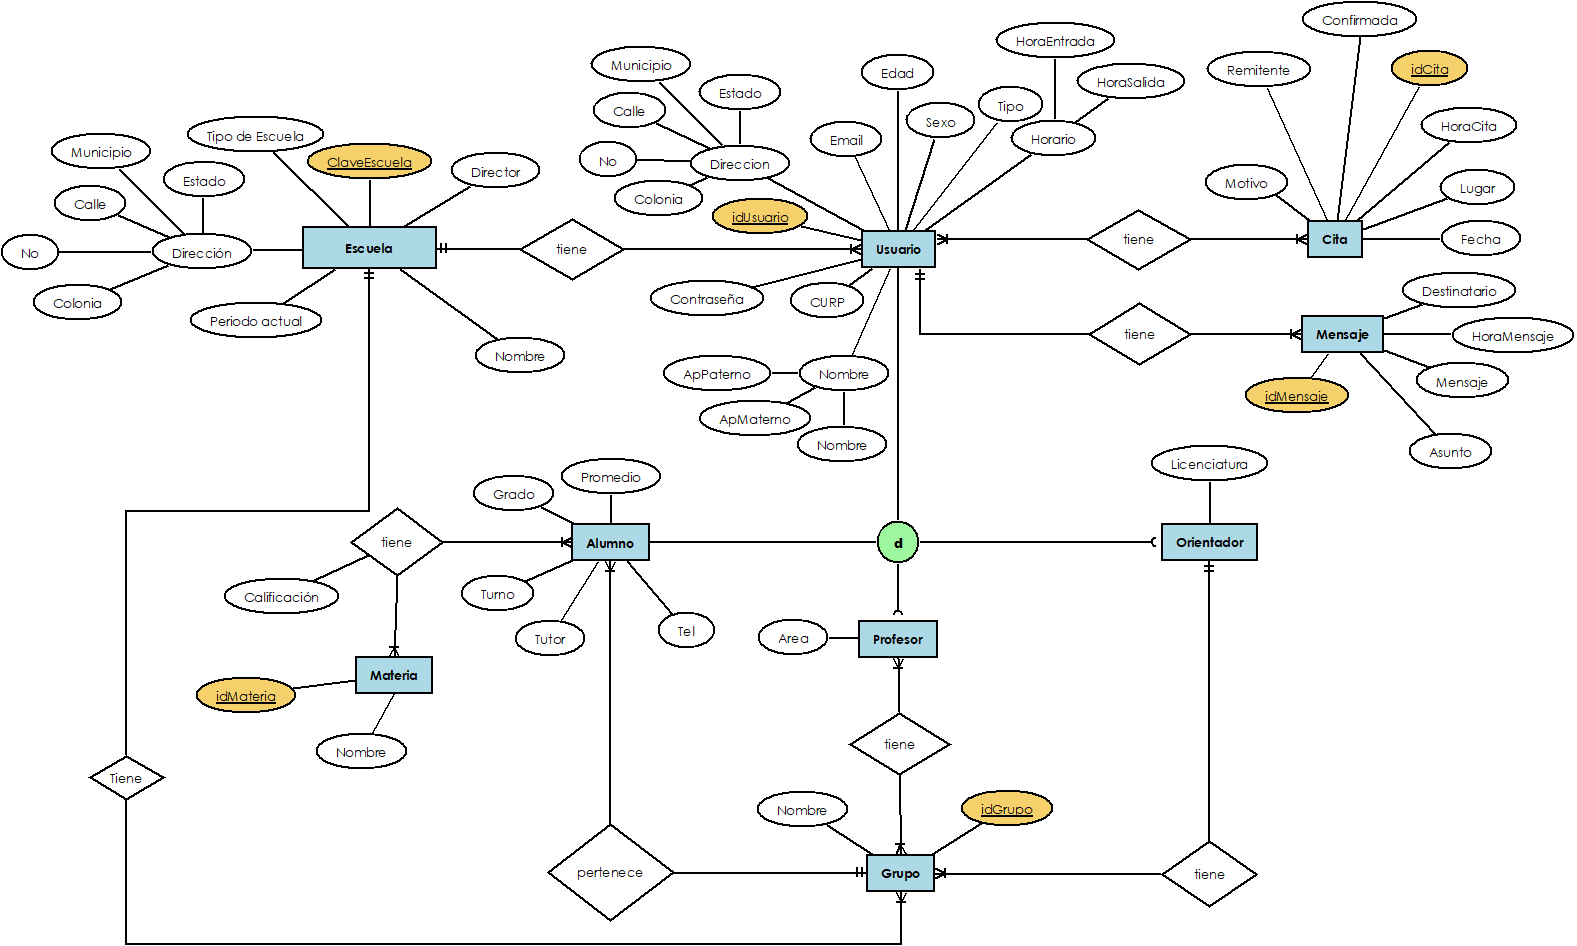 Confirmada
HoraEntrada
Municipio
Edad
Remitente
idCita
HoraSalida
Estado
Calle
Tipo
Sexo
HoraCita
Tipo de Escuela
Email
Horario
Municipio
ClaveEscuela
No
Direccion
Director
Estado
Motivo
Lugar
Calle
Colonia
idUsuario
Escuela
tiene
Usuario
tiene
Cita
Fecha
No
Dirección
Colonia
Contraseña
CURP
Destinatario
Periodo actual
tiene
Mensaje
HoraMensaje
Nombre
ApPaterno
Nombre
Mensaje
idMensaje
ApMaterno
Nombre
Asunto
Licenciatura
Promedio
Grado
tiene
Alumno
d
Orientador
Calificación
Turno
Tutor
Tel
Area
Profesor
Materia
idMateria
Nombre
tiene
Tiene
Nombre
idGrupo
pertenece
Grupo
tiene